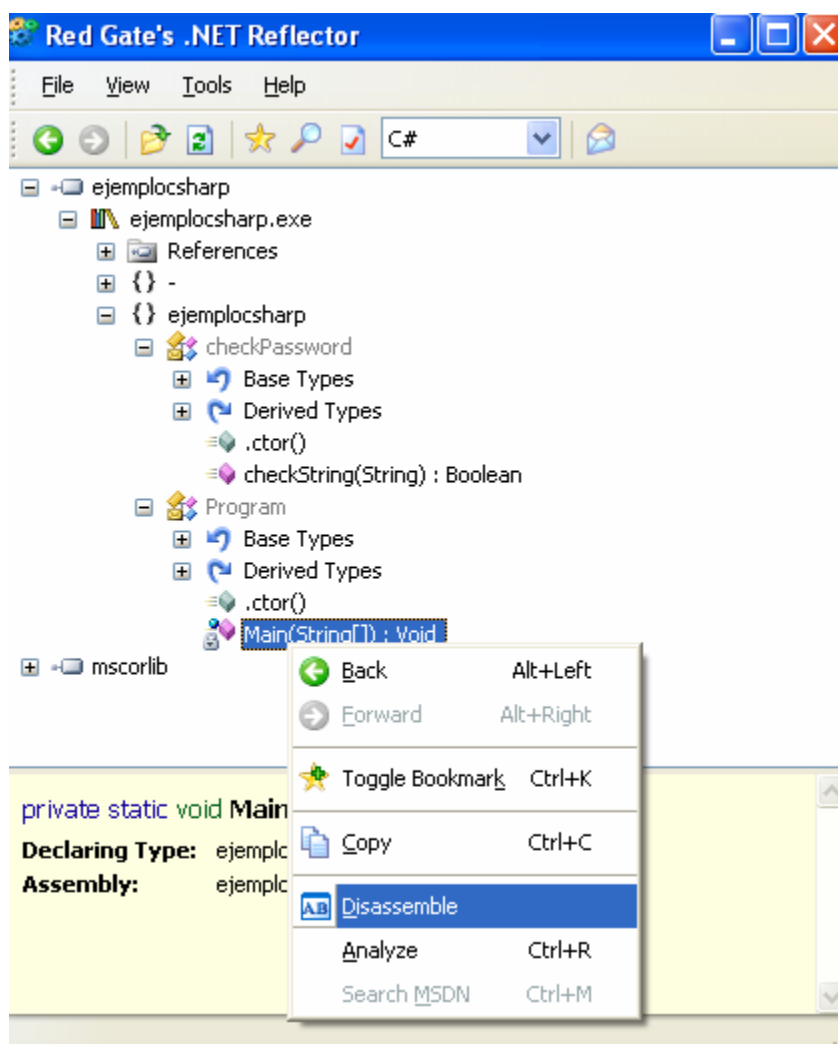 Red Gate's .NET Reflector
File View Tools Help
C#
ejemplocsharp
ejemplocsharp.exe
References
{} -
{} ejemplocsharp
checkPassword
Base Types
Derived Types
.ctor()
checkString(String) : Boolean
Program
Base Types
Derived Types
.ctor()
Main(String[]) : Void
mscorlib
Back Alt+Left
Forward Alt+Right
Toggle Bookmark Ctrl+K
Copy Ctrl+C
Disassemble
Analyze Ctrl+R
Search MSDN Ctrl+M
private static void Main
Declaring Type: ejemplc
Assembly: ejemplc